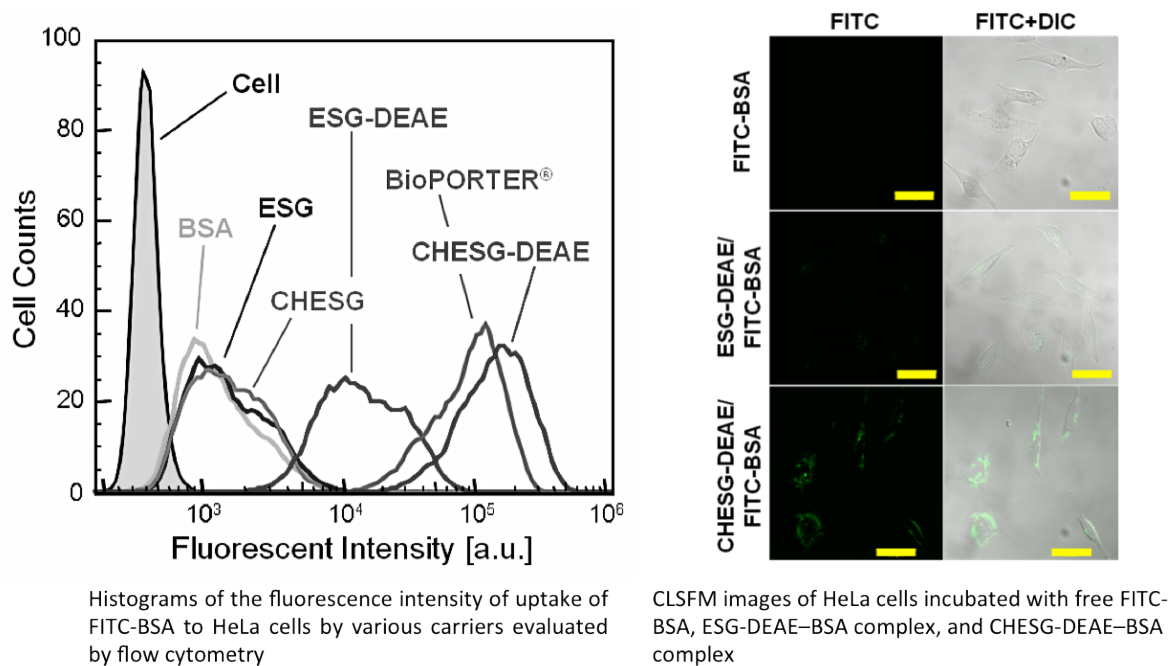 100
80
60
40
20
0
Cell Counts
Cell
ESG-DEAE
BioPORTER®
ESG
BSA
CHESG-DEAE
CHESG
10³ 10⁴ 10⁵ 10⁶
Fluorescent Intensity [a.u.]
Histograms of the fluorescence intensity of uptake of
FITC-BSA to HeLa cells by various carriers evaluated
by flow cytometry
FITC FITC+DIC
FITC-BSA
ESG-DEAE/
FITC-BSA
CHESG-DEAE/
FITC-BSA
CLSFM images of HeLa cells incubated with free FITC-
BSA, ESG-DEAE–BSA complex, and CHESG-DEAE–BSA
complex